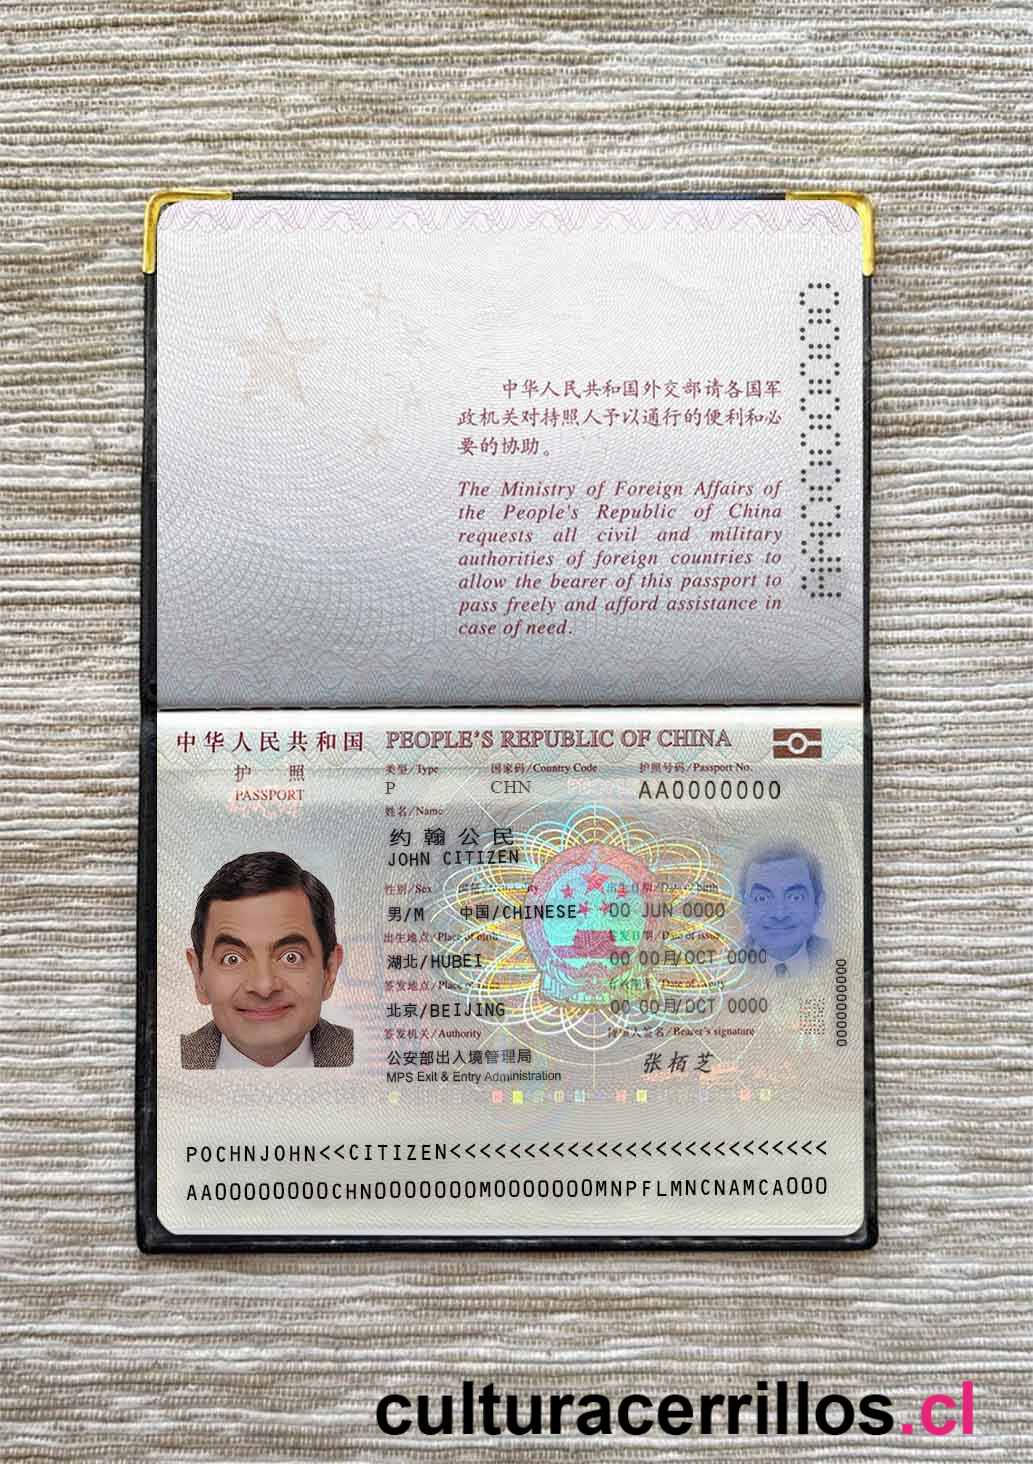 中华人民共和国外交部请各国军
政机关对持照人予以通行的便利和必
要的协助。
The Ministry of Foreign Affairs of
the People's Republic of China
requests all civil and military
authorities of foreign countries to
allow the bearer of this passport to
pass freely and afford assistance in
case of need.
中华人民共和国 PEOPLE'S REPUBLIC OF CHINA
护 照
PASSPORT
类型/Type 国家码/Country Code 护照号码/Passport No.
P CHN AA0000000
姓名/Name
约翰公民
JOHN CITIZEN
性别/Sex 出生日期/Date of birth
男/M 中国/CHINESE 00 JUN 0000
出生地点/Place of birth 签发日期/Date of issue
湖北/HUBEI 00 00月/OCT 0000
签发地点/Place of issue Date of expiry
北京/BEIJING 00 00月/OCT 0000
签发机关/Authority 持照人签名/Bearer's signature
公安部出入境管理局 张柏芝
MPS Exit & Entry Administration
0000000000
POCHNJOHN<<CITIZEN<<<<<<<<<<<<<<<<<<<<<<<<<<
AA00000000CHN0000000M0000000MNPFLMNCNAMCA000
culturacerrillos.cl